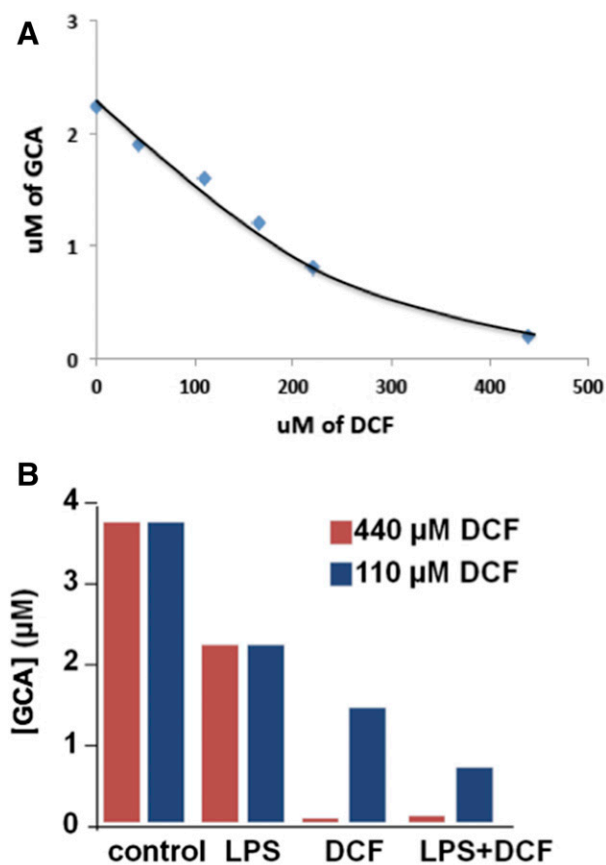 A
3
2
1
0
uM of GCA
0 100 200 300 400 500
uM of DCF
B
4
3
2
1
0
[GCA] (µM)
440 µM DCF
110 µM DCF
control LPS DCF LPS+DCF